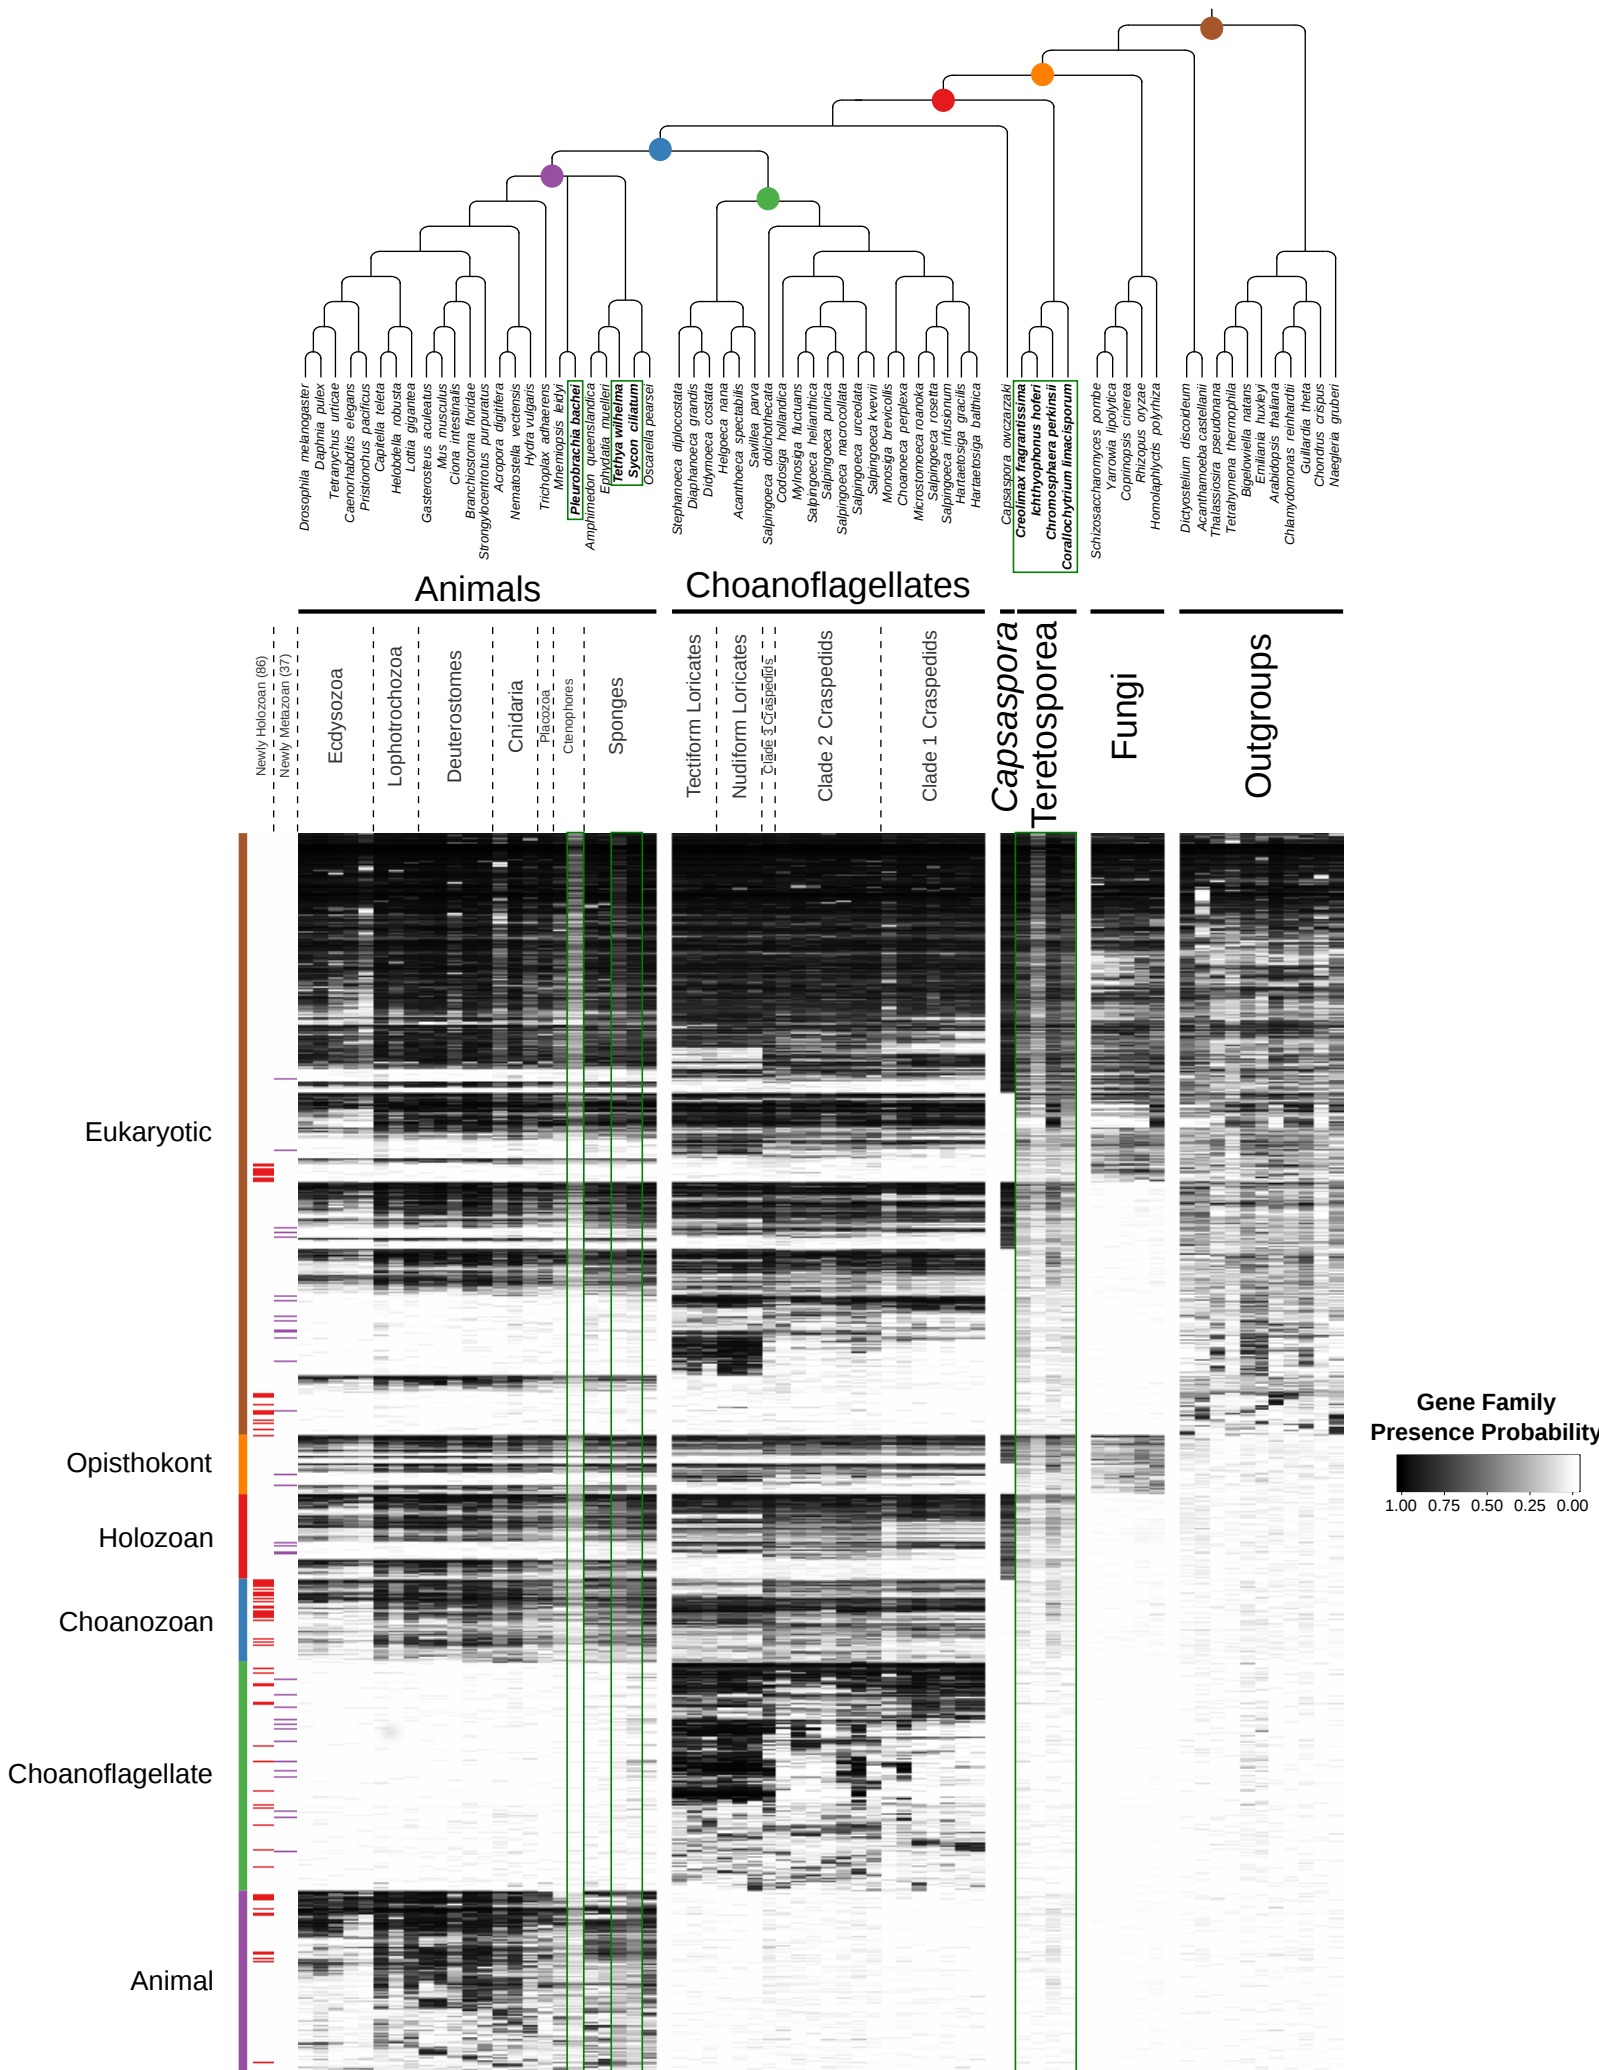 Drosophila melanogaster
Daphnia pulex
Tetranychus urticae
Caenorhabditis elegans
Pristionchus pacificus
Capitella teleta
Helobdella robusta
Lottia gigantea
Gasterosteus aculeatus
Mus musculus
Ciona intestinalis
Branchiostoma floridae
Strongylocentrotus purpuratus
Acropora digitifera
Nematostella vectensis
Hydra vulgaris
Trichoplax adhaerens
Mnemiopsis leidyi
Pleurobrachia bachei
Amphimedon queenslandica
Ephydatia muelleri
Tethya wilhelma
Sycon ciliatum
Oscarella pearsei
Stephanoeca diplocostata
Diaphanoeca grandis
Didymoeca costata
Helgoeca nana
Acanthoeca spectabilis
Savillea parva
Salpingoeca dolichothecata
Codosiga hollandica
Mylnosiga fluctuans
Salpingoeca helianthica
Salpingoeca punica
Salpingoeca macrocollata
Salpingoeca urceolata
Salpingoeca kvevrii
Monosiga brevicollis
Choanoeca perplexa
Microstomoeca roanoka
Salpingoeca rosetta
Salpingoeca infusionum
Hartaetosiga gracilis
Hartaetosiga balthica
Capsaspora owczarzaki
Creolimax fragrantissima
Ichthyophonus hoferi
Chromosphaera perkinsii
Corallochytrium limacisporum
Schizosaccharomyces pombe
Yarrowia lipolytica
Coprinopsis cinerea
Rhizopus oryzae
Homolaphlyctis polyrhiza
Dictyostelium discoideum
Acanthamoeba castellanii
Thalassiosira pseudonana
Tetrahymena thermophila
Bigelowiella natans
Emiliania huxleyi
Arabidopsis thaliana
Chlamydomonas reinhardtii
Guillardia theta
Chondrus crispus
Naegleria gruberi
Animals
Choanoflagellates
Newly Holozoan (86)
Newly Metazoan (37)
Ecdysozoa
Lophotrochozoa
Deuterostomes
Cnidaria
Placozoa
Ctenophores
Sponges
Tectiform Loricates
Nudiform Loricates
Clade 3 Craspedids
Clade 2 Craspedids
Clade 1 Craspedids
Capsaspora
Teretosporea
Fungi
Outgroups
Eukaryotic
Opisthokont
Holozoan
Choanozoan
Choanoflagellate
Animal
Gene Family
Presence Probability
1.00 0.75 0.50 0.25 0.00